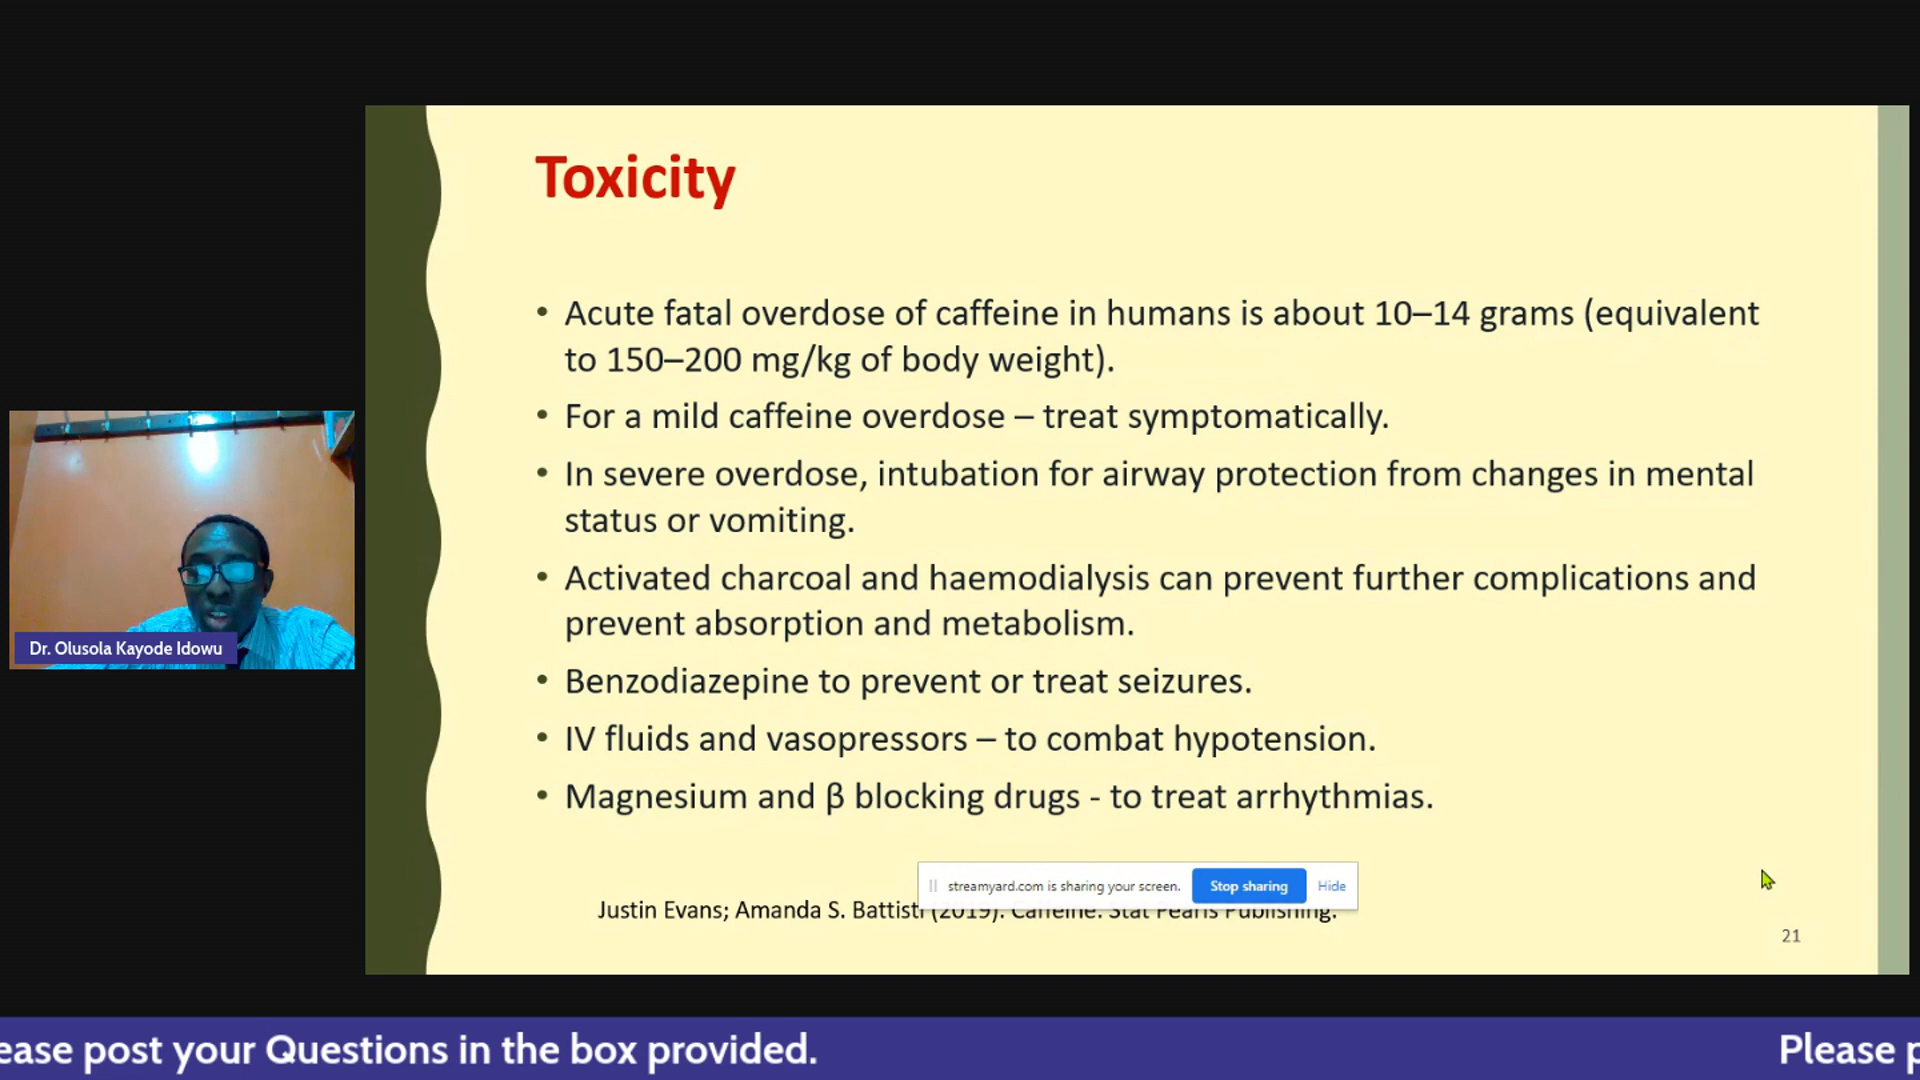 Toxicity
• Acute fatal overdose of caffeine in humans is about 10–14 grams (equivalent
to 150–200 mg/kg of body weight).
• For a mild caffeine overdose – treat symptomatically.
• In severe overdose, intubation for airway protection from changes in mental
status or vomiting.
• Activated charcoal and haemodialysis can prevent further complications and
prevent absorption and metabolism.
• Benzodiazepine to prevent or treat seizures.
• IV fluids and vasopressors – to combat hypotension.
• Magnesium and β blocking drugs - to treat arrhythmias.
streamyard.com is sharing your screen. Stop sharing Hide
Justin Evans; Amanda S. Battisti (2019). Caffeine. Stat Pearls Publishing.
21
Dr. Olusola Kayode Idowu
ease post your Questions in the box provided. Please p